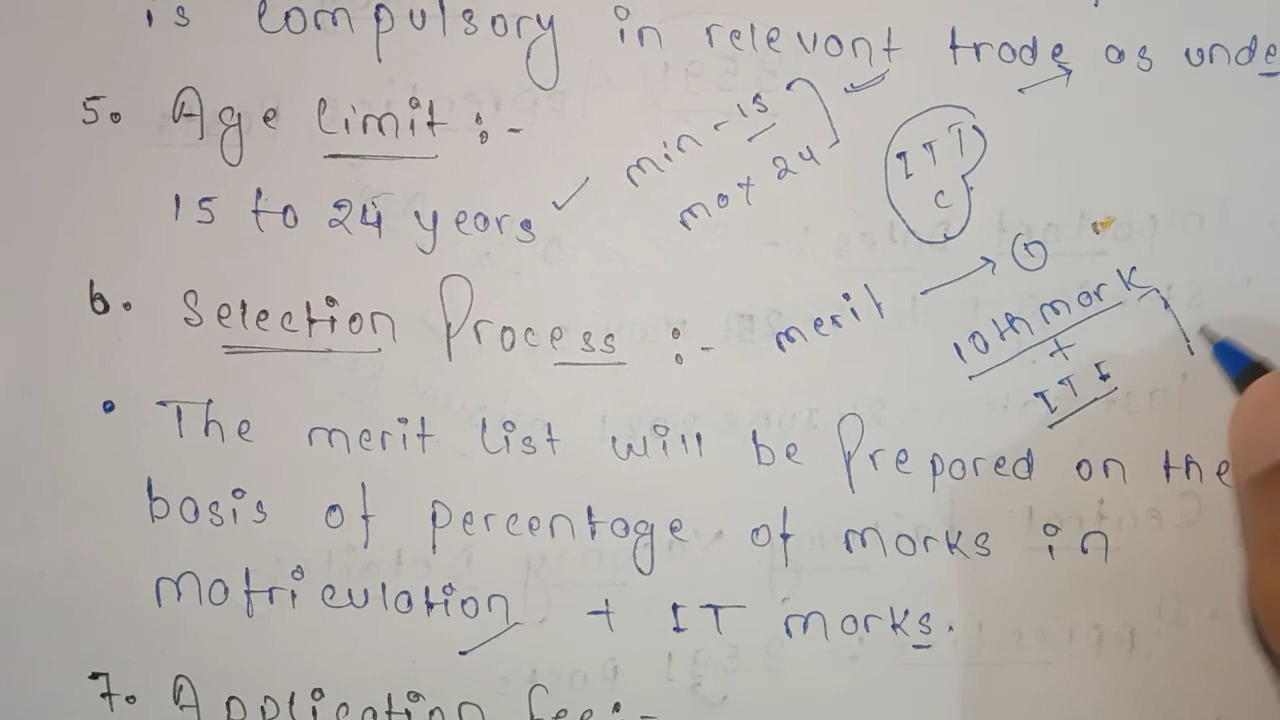 is compulsory in relevant trade as unde
5. Age limit :-
min - 15
max 24
ITI
C
15 to 24 years
6. Selection Process :- merit → 1
10th mark
+
ITI
• The merit list will be Prepared on the
basis of percentage of marks in
matriculation + IT marks.
7. Application fee:-